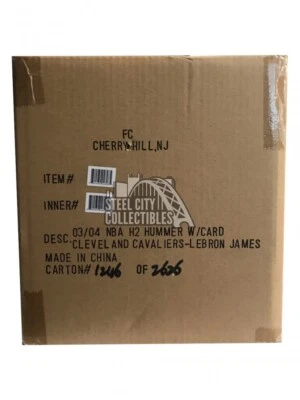 FC
CHERRY HILL, NJ
ITEM#
STEEL CITY
COLLECTIBLES
INNER#
DESC. 03/04 NBA H2 HUMMER W/CARD
CLEVELAND CAVALIERS-LEBRON JAMES
MADE IN CHINA
CARTON# 1246 OF 2626